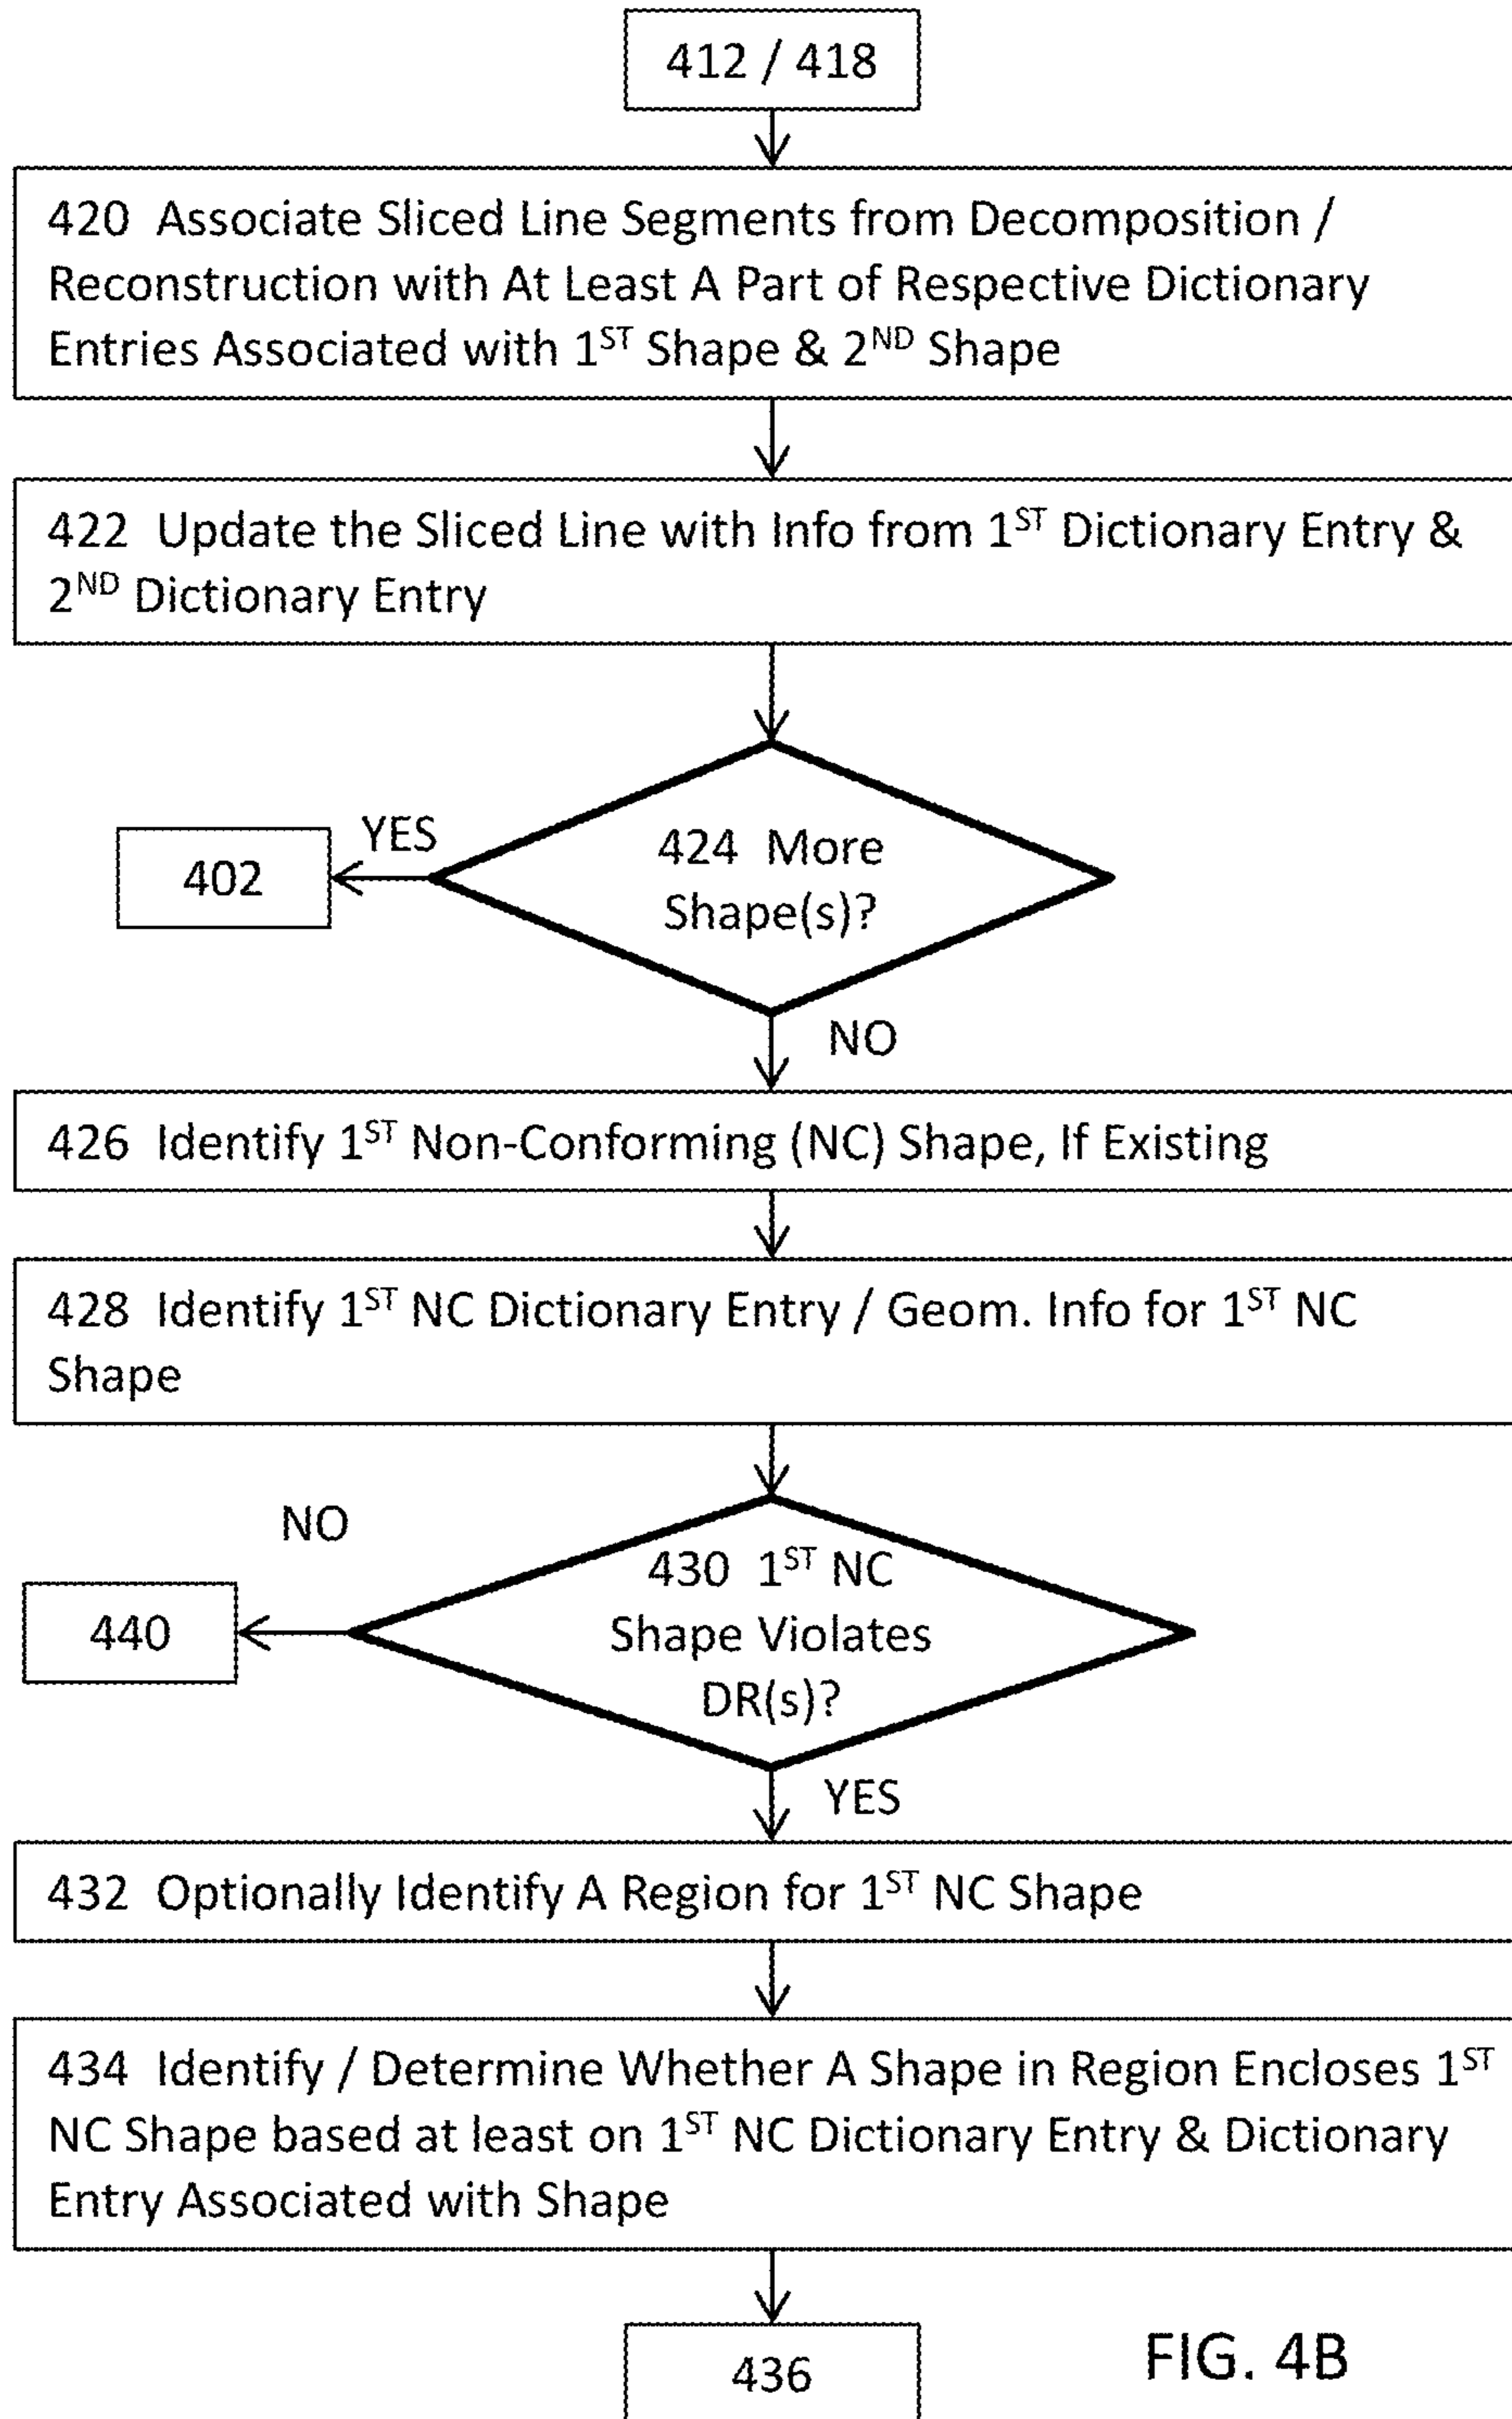 412 / 418
420 Associate Sliced Line Segments from Decomposition /
Reconstruction with At Least A Part of Respective Dictionary
Entries Associated with 1ST Shape & 2ND Shape
422 Update the Sliced Line with Info from 1ST Dictionary Entry &
2ND Dictionary Entry
424 More
Shape(s)?
YES
402
NO
426 Identify 1ST Non-Conforming (NC) Shape, If Existing
428 Identify 1ST NC Dictionary Entry / Geom. Info for 1ST NC
Shape
430 1ST NC
Shape Violates
DR(s)?
NO
440
YES
432 Optionally Identify A Region for 1ST NC Shape
434 Identify / Determine Whether A Shape in Region Encloses 1ST
NC Shape based at least on 1ST NC Dictionary Entry & Dictionary
Entry Associated with Shape
436
FIG. 4B